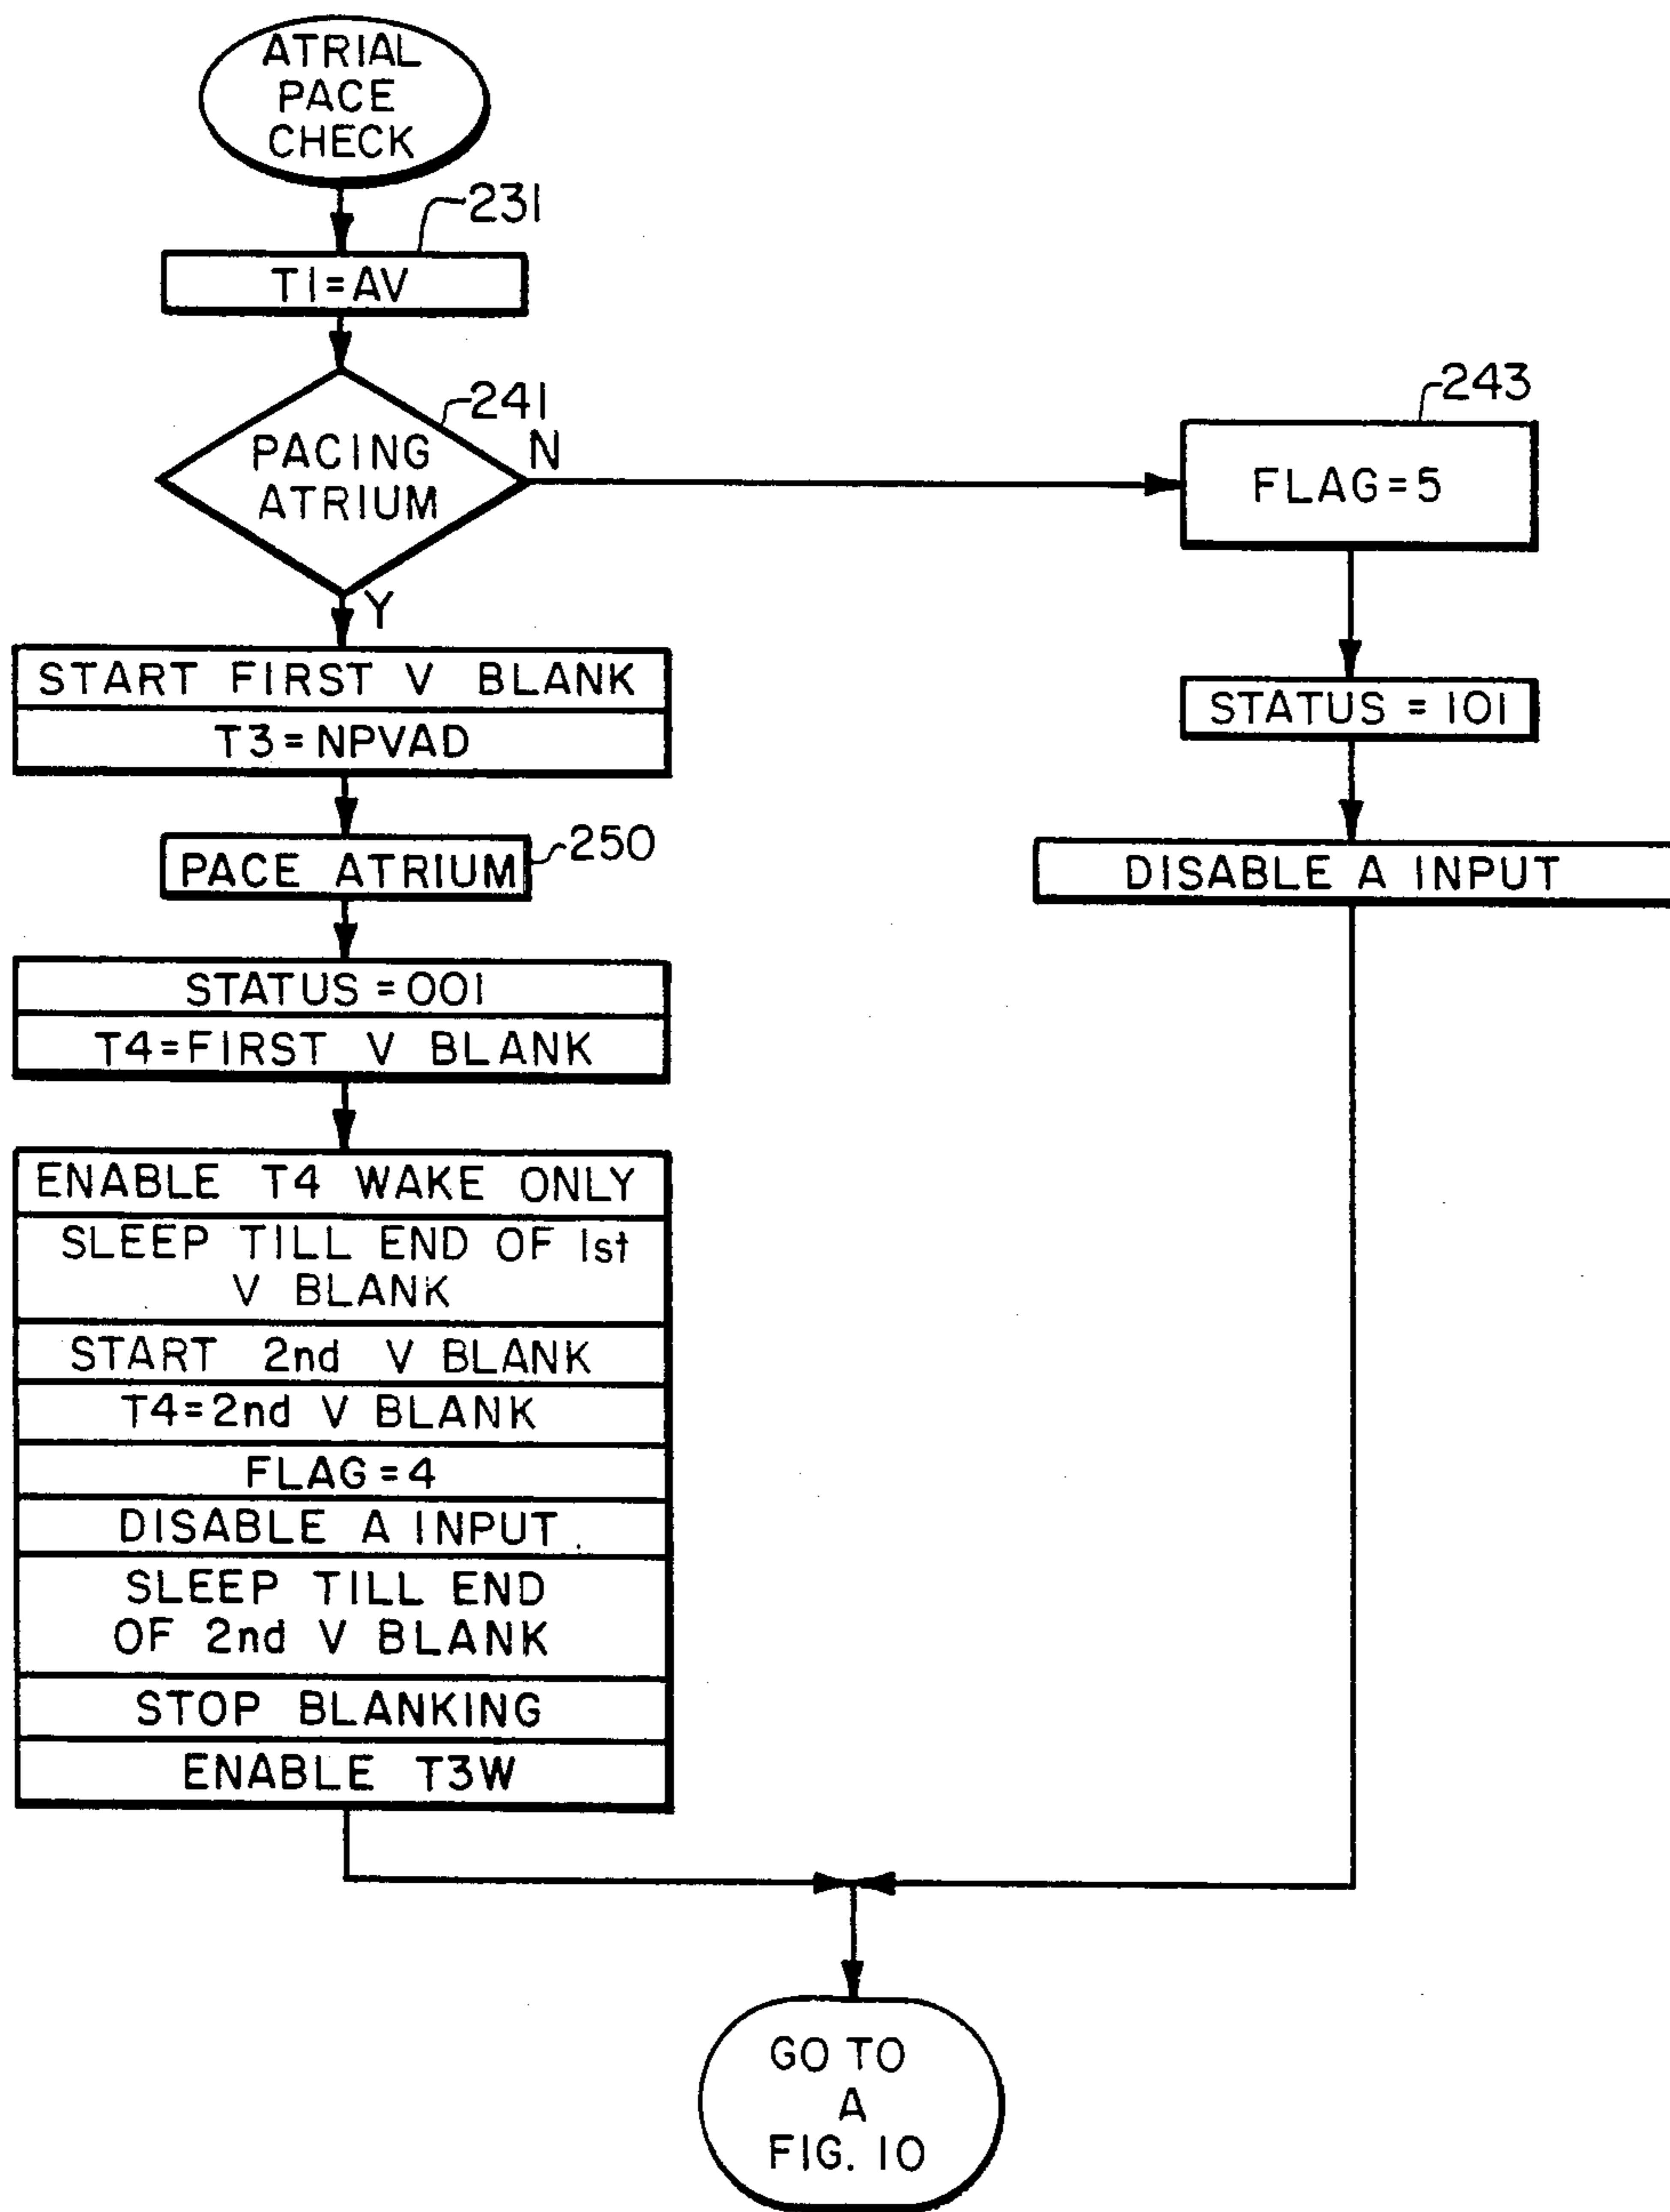 ATRIAL
PACE
CHECK
231
T1=AV
241
PACING
ATRIUM
N
Y
243
FLAG=5
STATUS = 101
DISABLE A INPUT
START FIRST V BLANK
T3=NPVAD
PACE ATRIUM
250
STATUS = 001
T4=FIRST V BLANK
ENABLE T4 WAKE ONLY
SLEEP TILL END OF 1st
V BLANK
START 2nd V BLANK
T4=2nd V BLANK
FLAG=4
DISABLE A INPUT
SLEEP TILL END
OF 2nd V BLANK
STOP BLANKING
ENABLE T3W
GO TO
A
FIG. 10